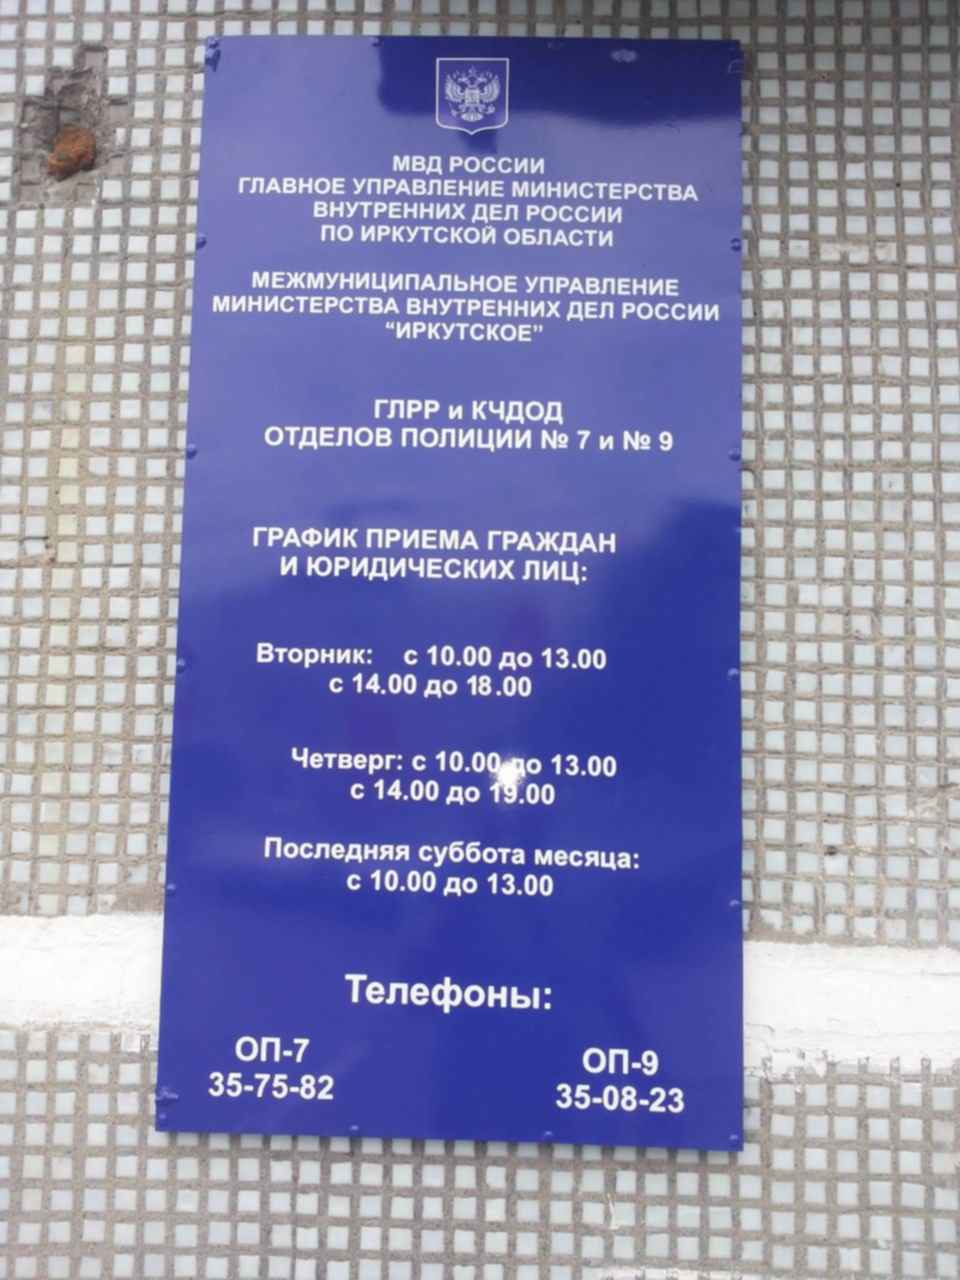 МВД РОССИИ
ГЛАВНОЕ УПРАВЛЕНИЕ МИНИСТЕРСТВА
ВНУТРЕННИХ ДЕЛ РОССИИ
ПО ИРКУТСКОЙ ОБЛАСТИ
МЕЖМУНИЦИПАЛЬНОЕ УПРАВЛЕНИЕ
МИНИСТЕРСТВА ВНУТРЕННИХ ДЕЛ РОССИИ
“ИРКУТСКОЕ”
ГЛРР и КЧДОД
ОТДЕЛОВ ПОЛИЦИИ № 7 и № 9
ГРАФИК ПРИЕМА ГРАЖДАН
И ЮРИДИЧЕСКИХ ЛИЦ:
Вторник: с 10.00 до 13.00
с 14.00 до 18.00
Четверг: с 10.00 до 13.00
с 14.00 до 19.00
Последняя суббота месяца:
с 10.00 до 13.00
Телефоны:
ОП-7
35-75-82
ОП-9
35-08-23